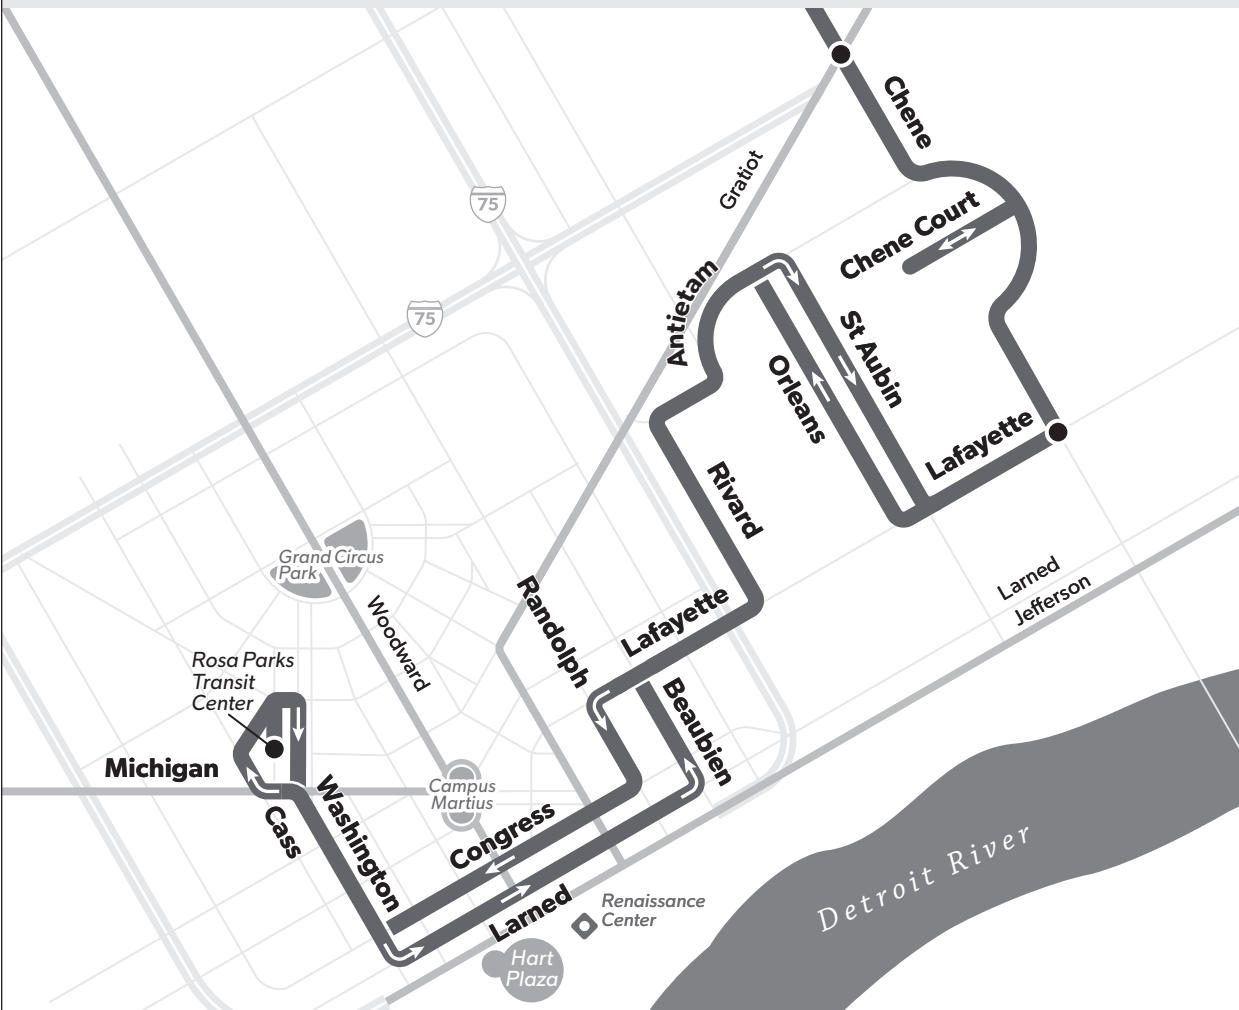 Chene
Gratiot
75
Chene Court
Antietam
75
St Aubin
Orleans
Lafayette
Rivard
Grand Circus
Park
Larned
Jefferson
Randolph
Woodward
Lafayette
Rosa Parks
Transit
Center
Beaubien
Michigan
Washington
Campus
Martius
Cass
Congress
Detroit River
Larned
Renaissance
Center
Hart
Plaza